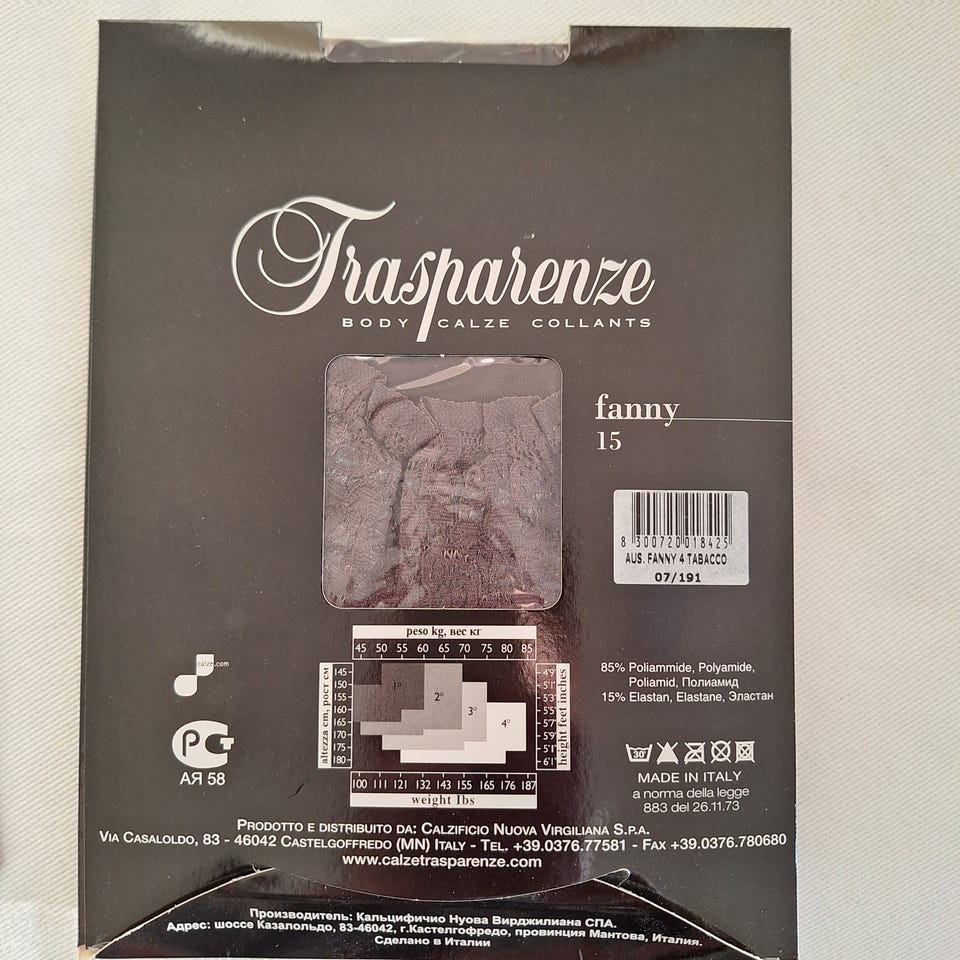 Trasparenze
BODY CALZE COLLANTS
fanny
15
8 300720 018425
AUS. FANNY 4 TABACCO
07/191
peso kg, вес кг
45 50 55 60 65 70 75 80 85
altezza cm, рост см
145
150
155
160
165
170
175
180
1°
2°
3°
4°
4'9"
5'1"
5'3"
5'5"
5'7"
5'9"
5'1"
6'1"
height feet inches
100 111 121 132 143 155 165 176 187
weight lbs
calze.com
РСТ
АЯ 58
85% Poliammide, Polyamide,
Poliamid, Полиамид
15% Elastan, Elastane, Эластан
30°
MADE IN ITALY
a norma della legge
883 del 26.11.73
PRODOTTO E DISTRIBUITO DA: CALZIFICIO NUOVA VIRGILIANA S.P.A.
VIA CASALOLDO, 83 - 46042 CASTELGOFFREDO (MN) ITALY - TEL. +39.0376.77581 - FAX +39.0376.780680
www.calzetrasparenze.com
Производитель: Кальцифичио Нуова Вирджилиана СПА.
Адрес: шоссе Казалольдо, 83-46042, г.Кастелгофредо, провинция Мантова, Италия.
Сделано в Италии